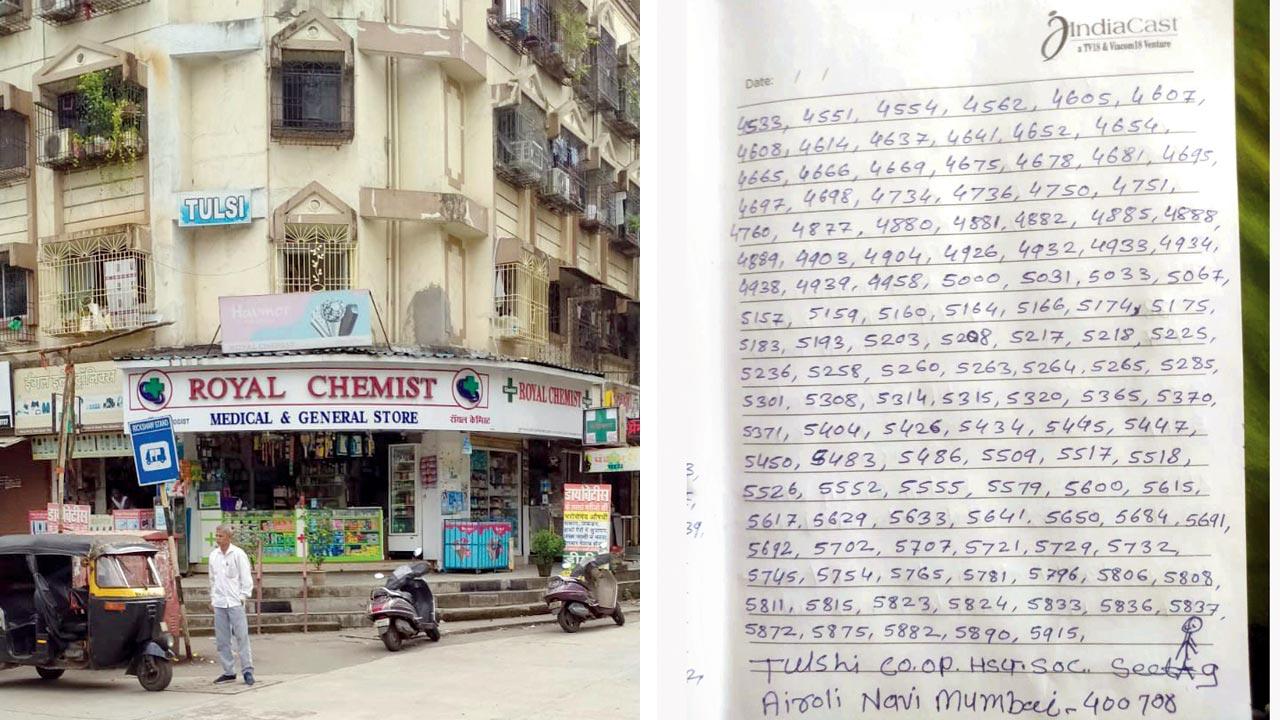 TULSI
Havmor
ROYAL CHEMIST
MEDICAL & GENERAL STORE
रॉयल केमिस्ट
ROYAL CHEMIST
RICKSHAW STAND
डायबिटीस
डायबिटीस
IndiaCast
a TV18 & Viacom18 Venture
Date: / /
4533, 4551, 4554, 4562, 4605, 4607,
4608, 4614, 4637, 4641, 4652, 4654,
4665, 4666, 4669, 4675, 4678, 4681, 4695,
4697, 4698, 4734, 4736, 4750, 4751,
4760, 4877, 4880, 4881, 4882, 4885, 4888
4889, 4903, 4904, 4926, 4932, 4933, 4934,
4938, 4939, 4958, 5000, 5031, 5033, 5067,
5157, 5159, 5160, 5164, 5166, 5174, 5175,
5183, 5193, 5203, 5208, 5217, 5218, 5225,
5236, 5258, 5260, 5263, 5264, 5265, 5285,
5301, 5308, 5314, 5315, 5320, 5365, 5370,
5371, 5404, 5426, 5434, 5445, 5447,
5450, 5483, 5486, 5509, 5517, 5518,
5526, 5552, 5555, 5579, 5600, 5615,
5617, 5629, 5633, 5650, 5684, 5691,
5692, 5702, 5707, 5721, 5729, 5732
5745, 5754, 5765, 5781, 5796, 5806, 5808,
5811, 5815, 5823, 5824, 5833, 5836, 5837,
5872, 5875, 5882, 5890, 5915,
Tulshi CO.OP. HSG SOC.
Airoli Navi Mumbai - 400708